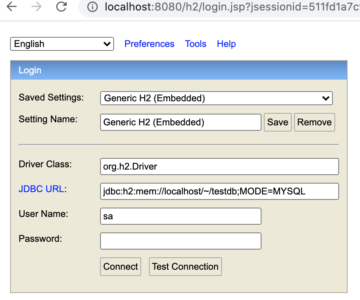 localhost:8080/h2/login.jsp?jsessionid=511fd1a7c
English Preferences Tools Help
Login
Saved Settings: Generic H2 (Embedded)
Setting Name: Generic H2 (Embedded) Save Remove
Driver Class: org.h2.Driver
JDBC URL: jdbc:h2:mem://localhost/~/testdb;MODE=MYSQL
User Name: sa
Password:
Connect Test Connection